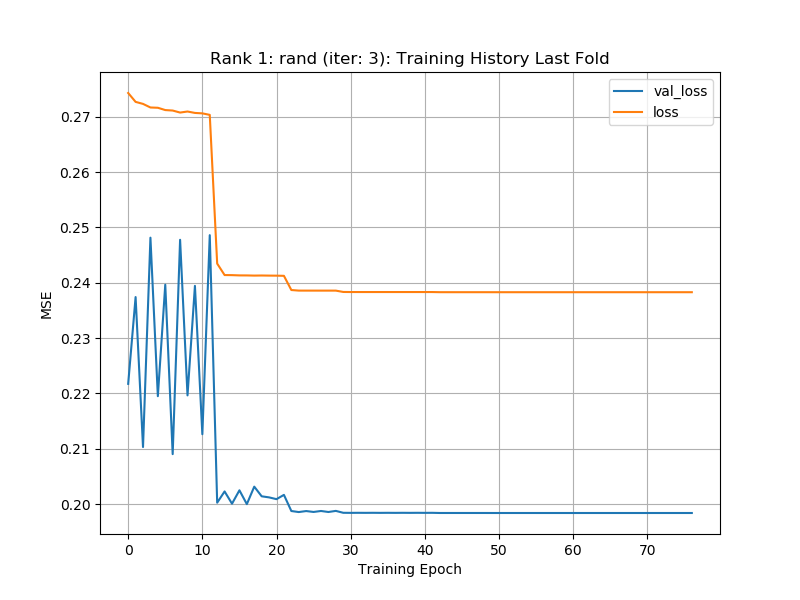 Rank 1: rand (iter: 3): Training History Last Fold
val_loss
loss
0.27
0.26
0.25
0.24
0.23
0.22
0.21
0.20
MSE
0 10 20 30 40 50 60 70
Training Epoch